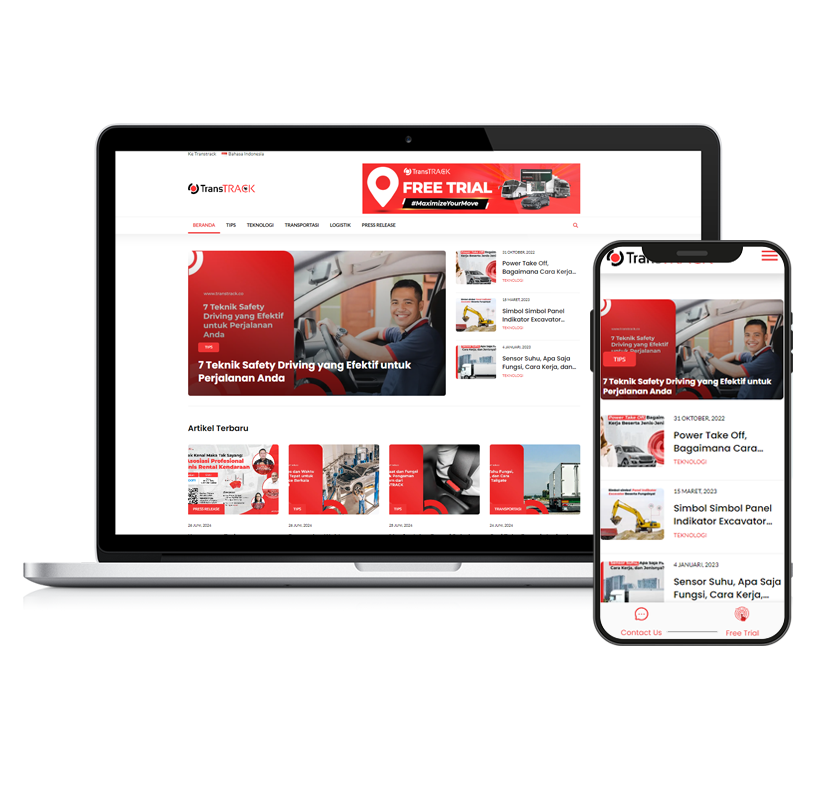 Ke Transtrack Bahasa Indonesia
TransTRACK
TransTRACK
FREE TRIAL
#MaximizeYourMove
BERANDA TIPS TEKNOLOGI TRANSPORTASI LOGISTIK PRESS RELEASE
www.transtrack.co
7 Teknik Safety
Driving yang Efektif
untuk Perjalanan
Anda
TIPS
7 Teknik Safety Driving yang Efektif untuk
Perjalanan Anda
31 OKTOBER, 2022
Power Take Off,
Bagaimana Cara Kerja...
TEKNOLOGI
15 MARET, 2023
Simbol Simbol Panel
Indikator Excavator...
TEKNOLOGI
4 JANUARI, 2023
Sensor Suhu, Apa Saja
Fungsi, Cara Kerja, dan...
TEKNOLOGI
Artikel Terbaru
PRESS RELEASE
28 JUNI, 2024
TIPS
26 JUNI, 2024
TIPS
25 JUNI, 2024
TRANSPORTASI
24 JUNI, 2024
TransTRACK
7 Teknik Safety
Driving yang Efektif
untuk Perjalanan
TIPS
7 Teknik Safety Driving yang Efektif untuk
Perjalanan Anda
31 OKTOBER, 2022
Power Take Off,
Bagaimana Cara...
TEKNOLOGI
15 MARET, 2023
Simbol Simbol Panel
Indikator Excavator...
TEKNOLOGI
4 JANUARI, 2023
Sensor Suhu, Apa Saja
Fungsi, Cara Kerja,...
Contact Us
Free Trial